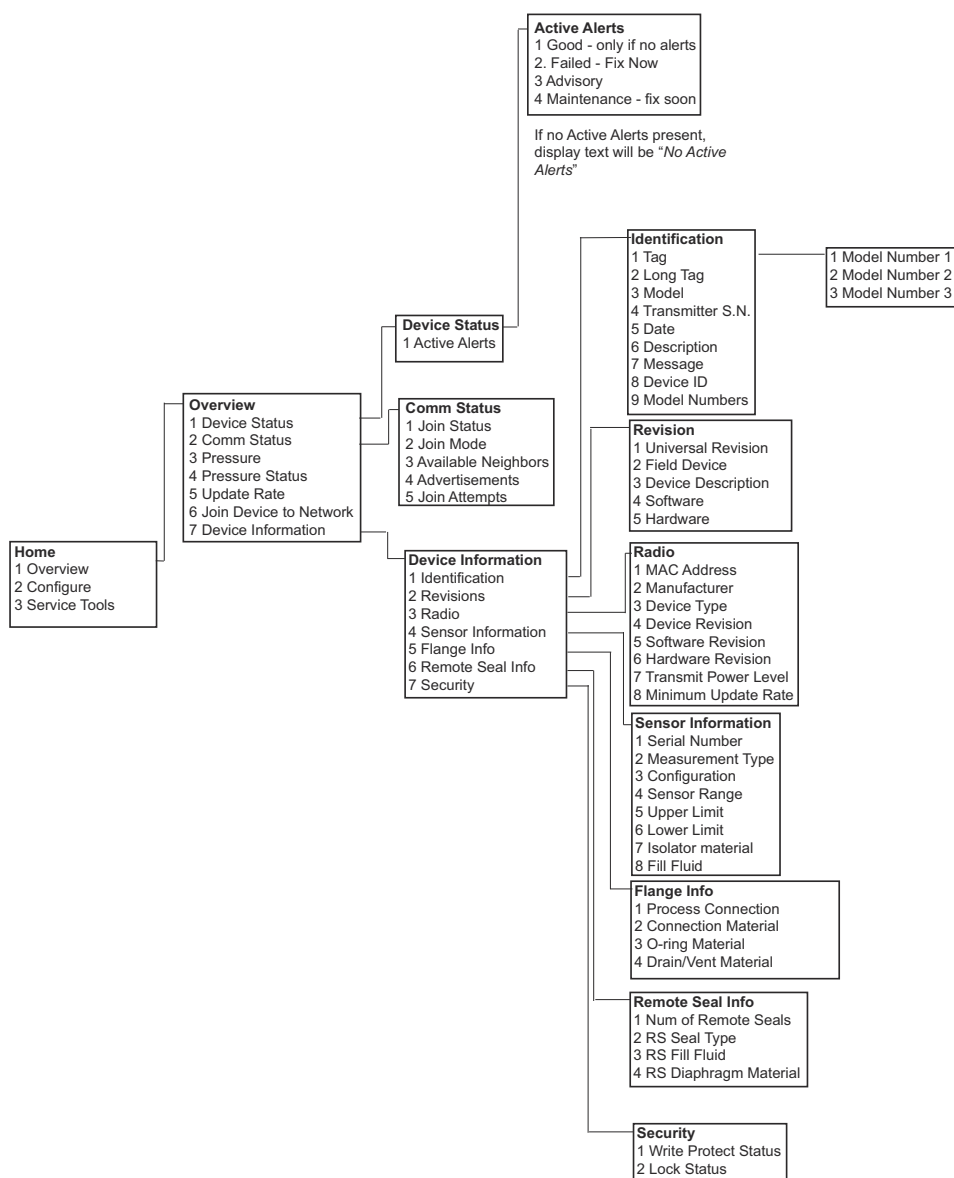 Active Alerts
1 Good - only if no alerts
2. Failed - Fix Now
3 Advisory
4 Maintenance - fix soon
If no Active Alerts present,
display text will be “No Active
Alerts”
Identification
1 Tag
2 Long Tag
3 Model
4 Transmitter S.N.
5 Date
6 Description
7 Message
8 Device ID
9 Model Numbers
1 Model Number 1
2 Model Number 2
3 Model Number 3
Device Status
1 Active Alerts
Overview
1 Device Status
2 Comm Status
3 Pressure
4 Pressure Status
5 Update Rate
6 Join Device to Network
7 Device Information
Comm Status
1 Join Status
2 Join Mode
3 Available Neighbors
4 Advertisements
5 Join Attempts
Revision
1 Universal Revision
2 Field Device
3 Device Description
4 Software
5 Hardware
Home
1 Overview
2 Configure
3 Service Tools
Device Information
1 Identification
2 Revisions
3 Radio
4 Sensor Information
5 Flange Info
6 Remote Seal Info
7 Security
Radio
1 MAC Address
2 Manufacturer
3 Device Type
4 Device Revision
5 Software Revision
6 Hardware Revision
7 Transmit Power Level
8 Minimum Update Rate
Sensor Information
1 Serial Number
2 Measurement Type
3 Configuration
4 Sensor Range
5 Upper Limit
6 Lower Limit
7 Isolator material
8 Fill Fluid
Flange Info
1 Process Connection
2 Connection Material
3 O-ring Material
4 Drain/Vent Material
Remote Seal Info
1 Num of Remote Seals
2 RS Seal Type
3 RS Fill Fluid
4 RS Diaphragm Material
Security
1 Write Protect Status
2 Lock Status